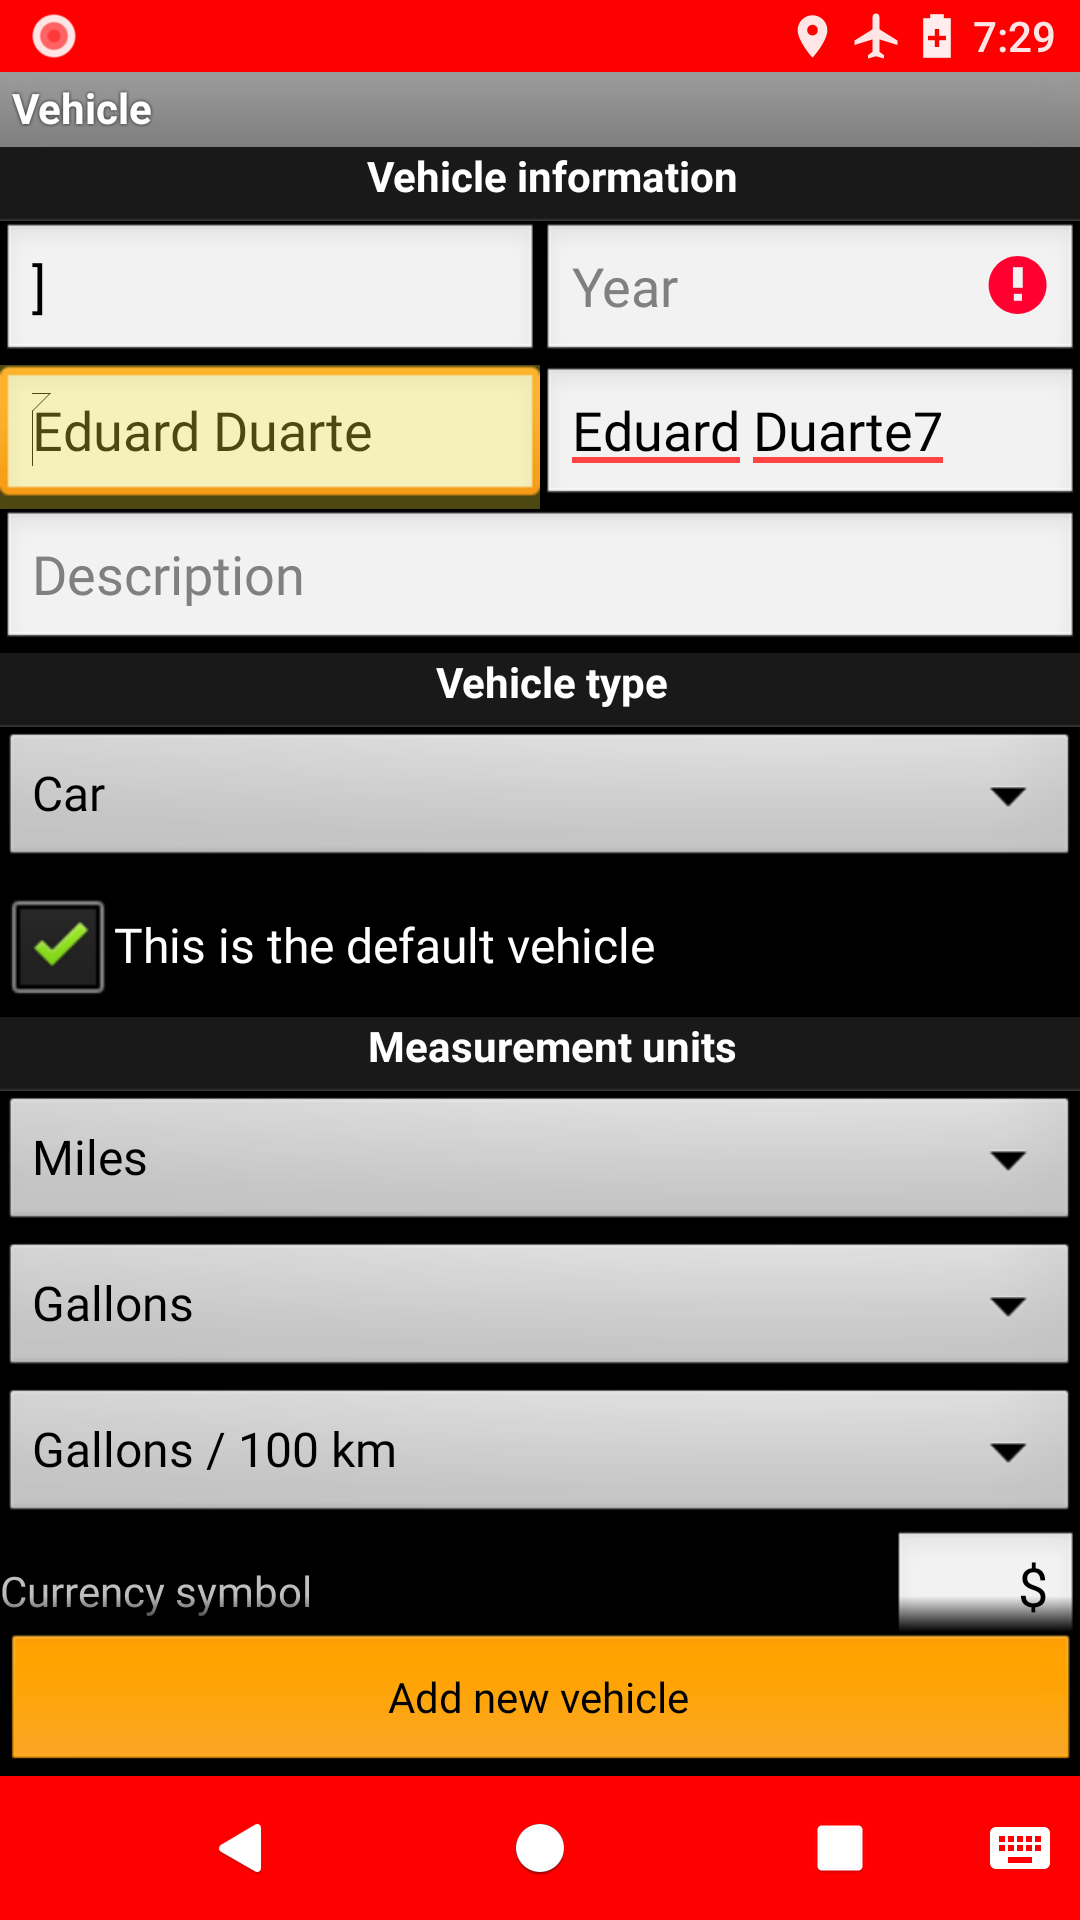 7:29
Vehicle
Vehicle information
]
Year
Eduard Duarte
Eduard Duarte7
Description
Vehicle type
Car
This is the default vehicle
Measurement units
Miles
Gallons
Gallons / 100 km
Currency symbol
$
Add new vehicle